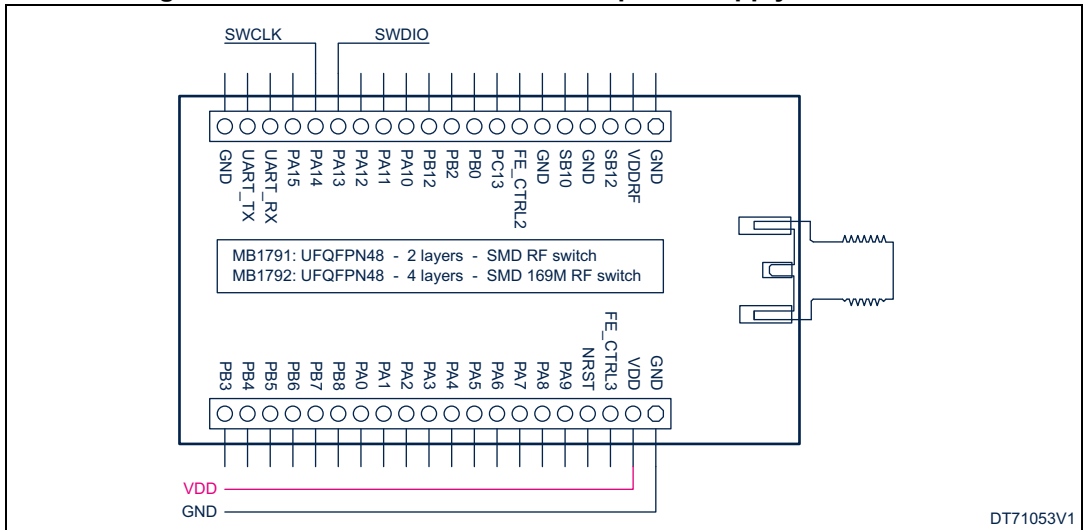 SWCLK SWDIO
GND UART_TX UART_RX PA15 PA14 PA13 PA12 PA11 PA10 PB12 PB2 PB0 PC13 FE_CTRL2 GND SB10 GND SB12 VDDRF GND
MB1791: UFQFPN48 - 2 layers - SMD RF switch
MB1792: UFQFPN48 - 4 layers - SMD 169M RF switch
PB3 PB4 PB5 PB6 PB7 PB8 PA0 PA1 PA2 PA3 PA4 PA5 PA6 PA7 PA8 PA9 NRST FE_CTRL3 VDD GND
VDD
GND
DT71053V1